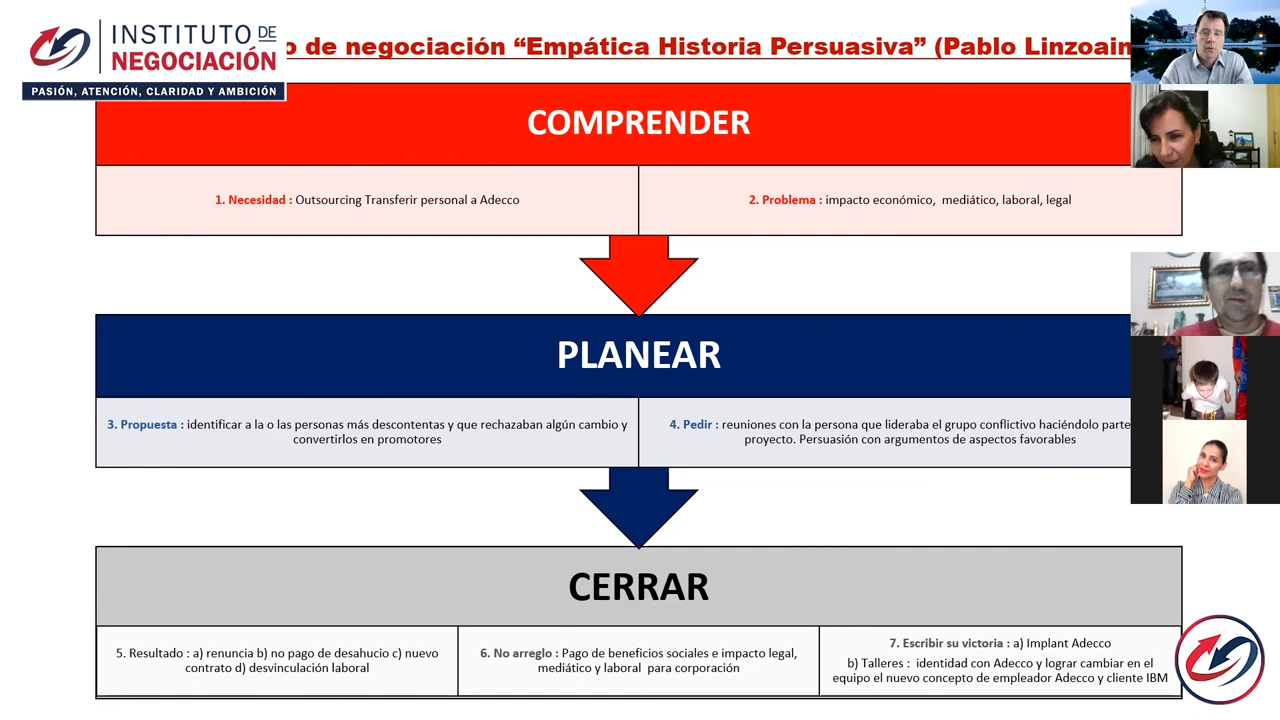 INSTITUTO DE
NEGOCIACIÓN
PASIÓN, ATENCIÓN, CLARIDAD Y AMBICIÓN
de negociación “Empática Historia Persuasiva” (Pablo Linzoain
COMPRENDER
1. Necesidad : Outsourcing Transferir personal a Adecco
2. Problema : impacto económico, mediático, laboral, legal
PLANEAR
3. Propuesta : identificar a la o las personas más descontentas y que rechazaban algún cambio y
convertirlos en promotores
4. Pedir : reuniones con la persona que lideraba el grupo conflictivo haciéndolo parte
proyecto. Persuasión con argumentos de aspectos favorables
CERRAR
5. Resultado : a) renuncia b) no pago de desahucio c) nuevo
contrato d) desvinculación laboral
6. No arreglo : Pago de beneficios sociales e impacto legal,
mediático y laboral para corporación
7. Escribir su victoria : a) Implant Adecco
b) Talleres : identidad con Adecco y lograr cambiar en el
equipo el nuevo concepto de empleador Adecco y cliente IBM